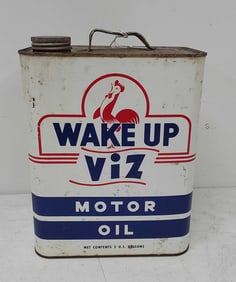 WAKE UP
ViZ
MOTOR
OIL
NET CONTENTS 2 U.S. GALLONS